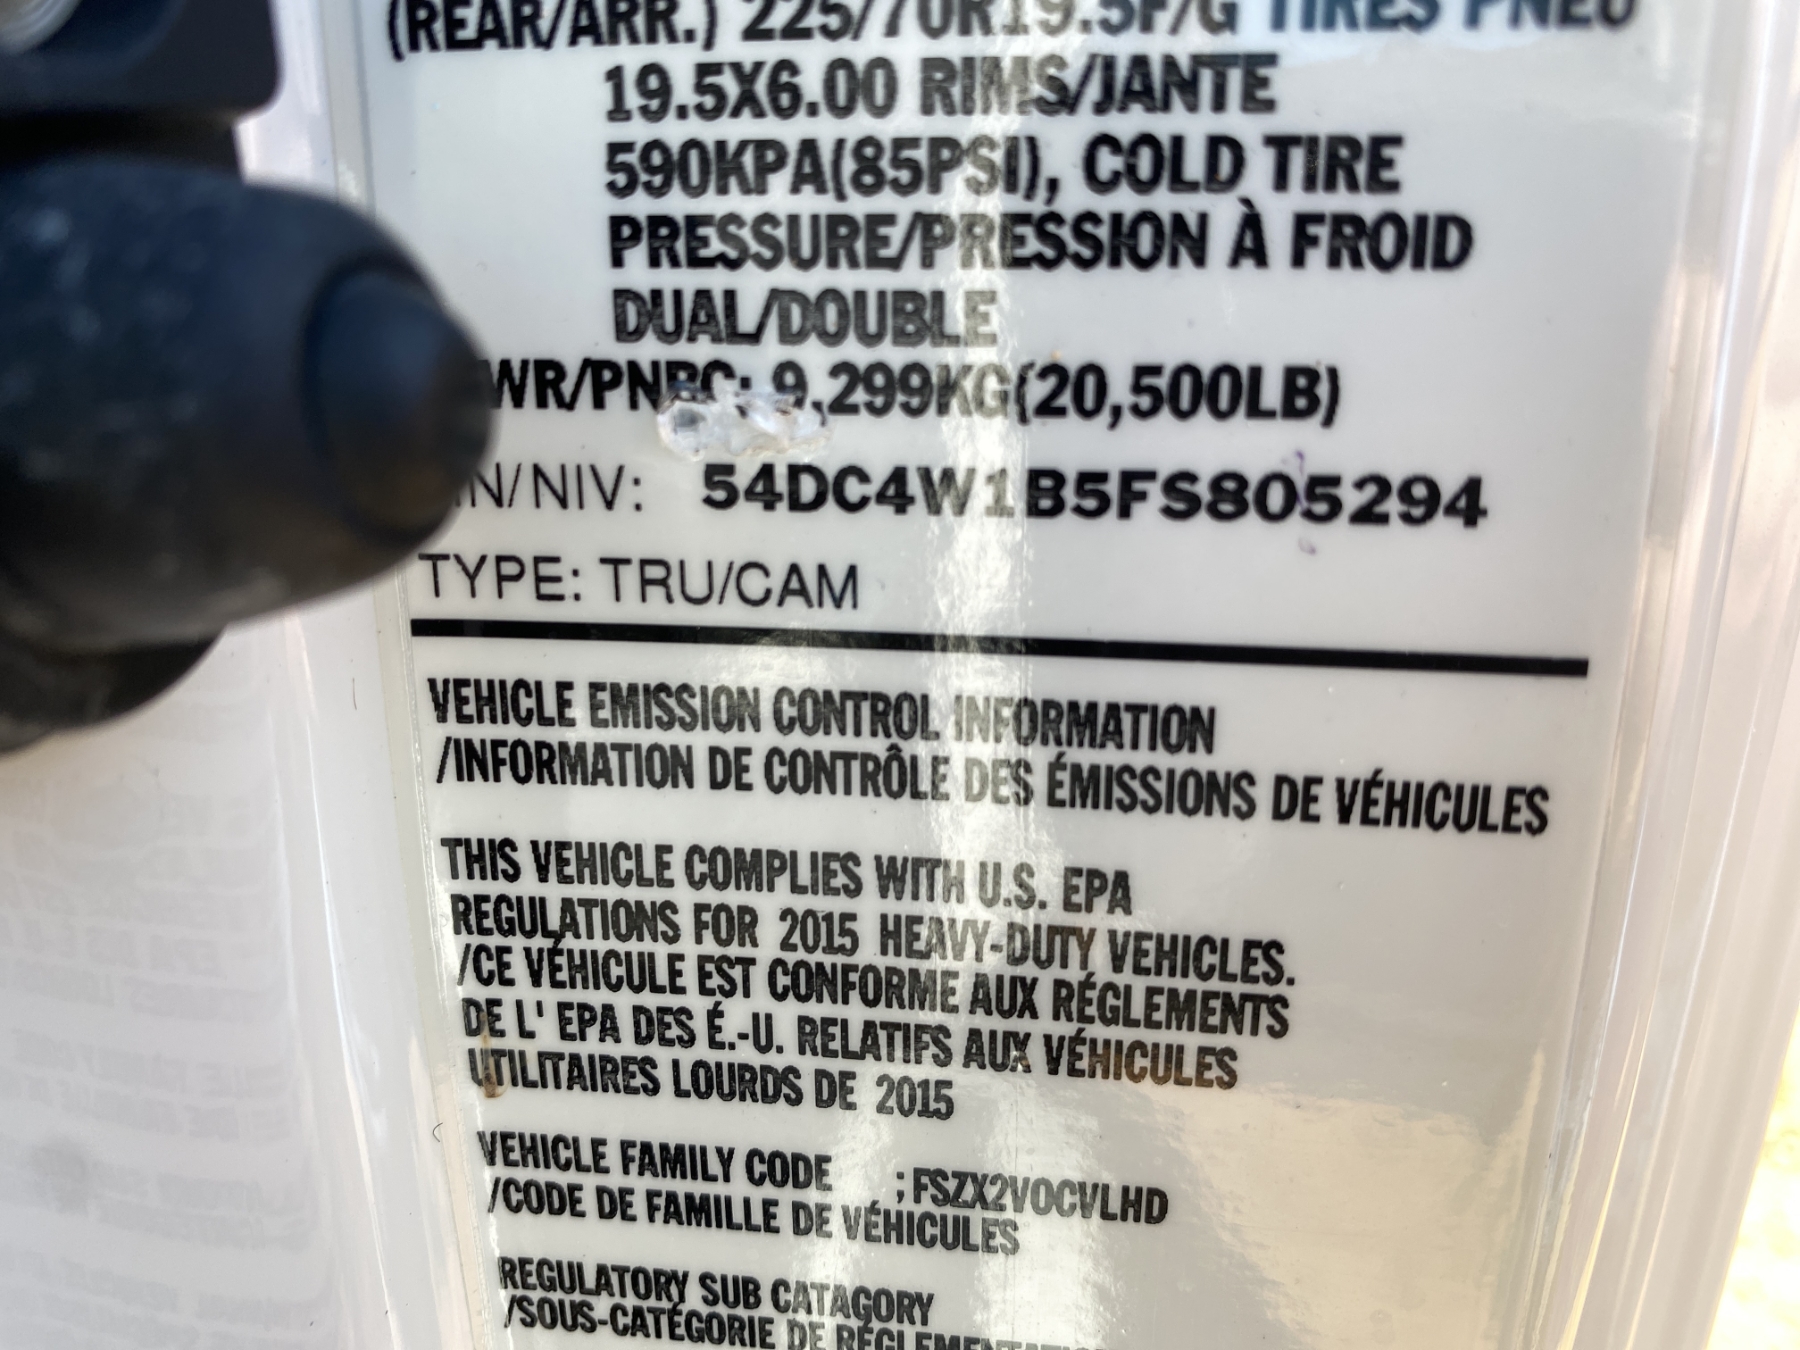 (REAR/ARR.) 225/70R19.5F/G TIRES PNEU
19.5X6.00 RIMS/JANTE
590KPA(85PSI), COLD TIRE
PRESSURE/PRESSION À FROID
DUAL/DOUBLE
WR/PNBC: 9,299KG(20,500LB)
IN/NIV: 54DC4W1B5FS805294
TYPE: TRU/CAM
VEHICLE EMISSION CONTROL INFORMATION
/INFORMATION DE CONTRÔLE DES ÉMISSIONS DE VÉHICULES
THIS VEHICLE COMPLIES WITH U.S. EPA
REGULATIONS FOR 2015 HEAVY-DUTY VEHICLES.
/CE VÉHICULE EST CONFORME AUX RÉGLEMENTS
DE L' EPA DES É.-U. RELATIFS AUX VÉHICULES
UTILITAIRES LOURDS DE 2015
VEHICLE FAMILY CODE ; FSZX2VOCVLHD
/CODE DE FAMILLE DE VÉHICULES
REGULATORY SUB CATAGORY
/SOUS-CATÉGORIE DE RÉGLEMENTATI